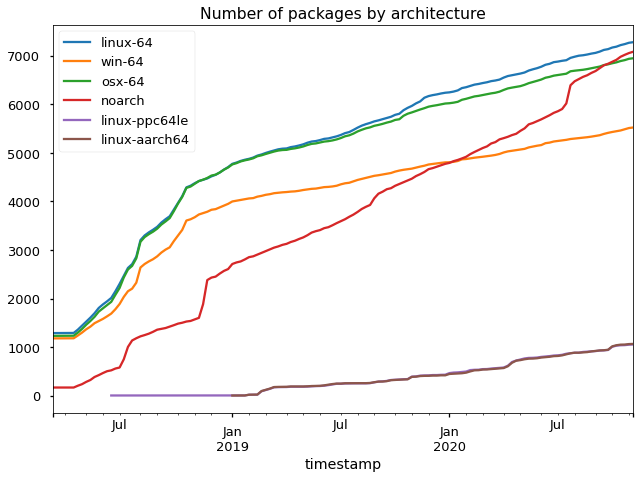 Number of packages by architecture
linux-64
win-64
osx-64
noarch
linux-ppc64le
linux-aarch64
7000
6000
5000
4000
3000
2000
1000
0
Jul
Jan
2019
Jul
Jan
2020
Jul
timestamp